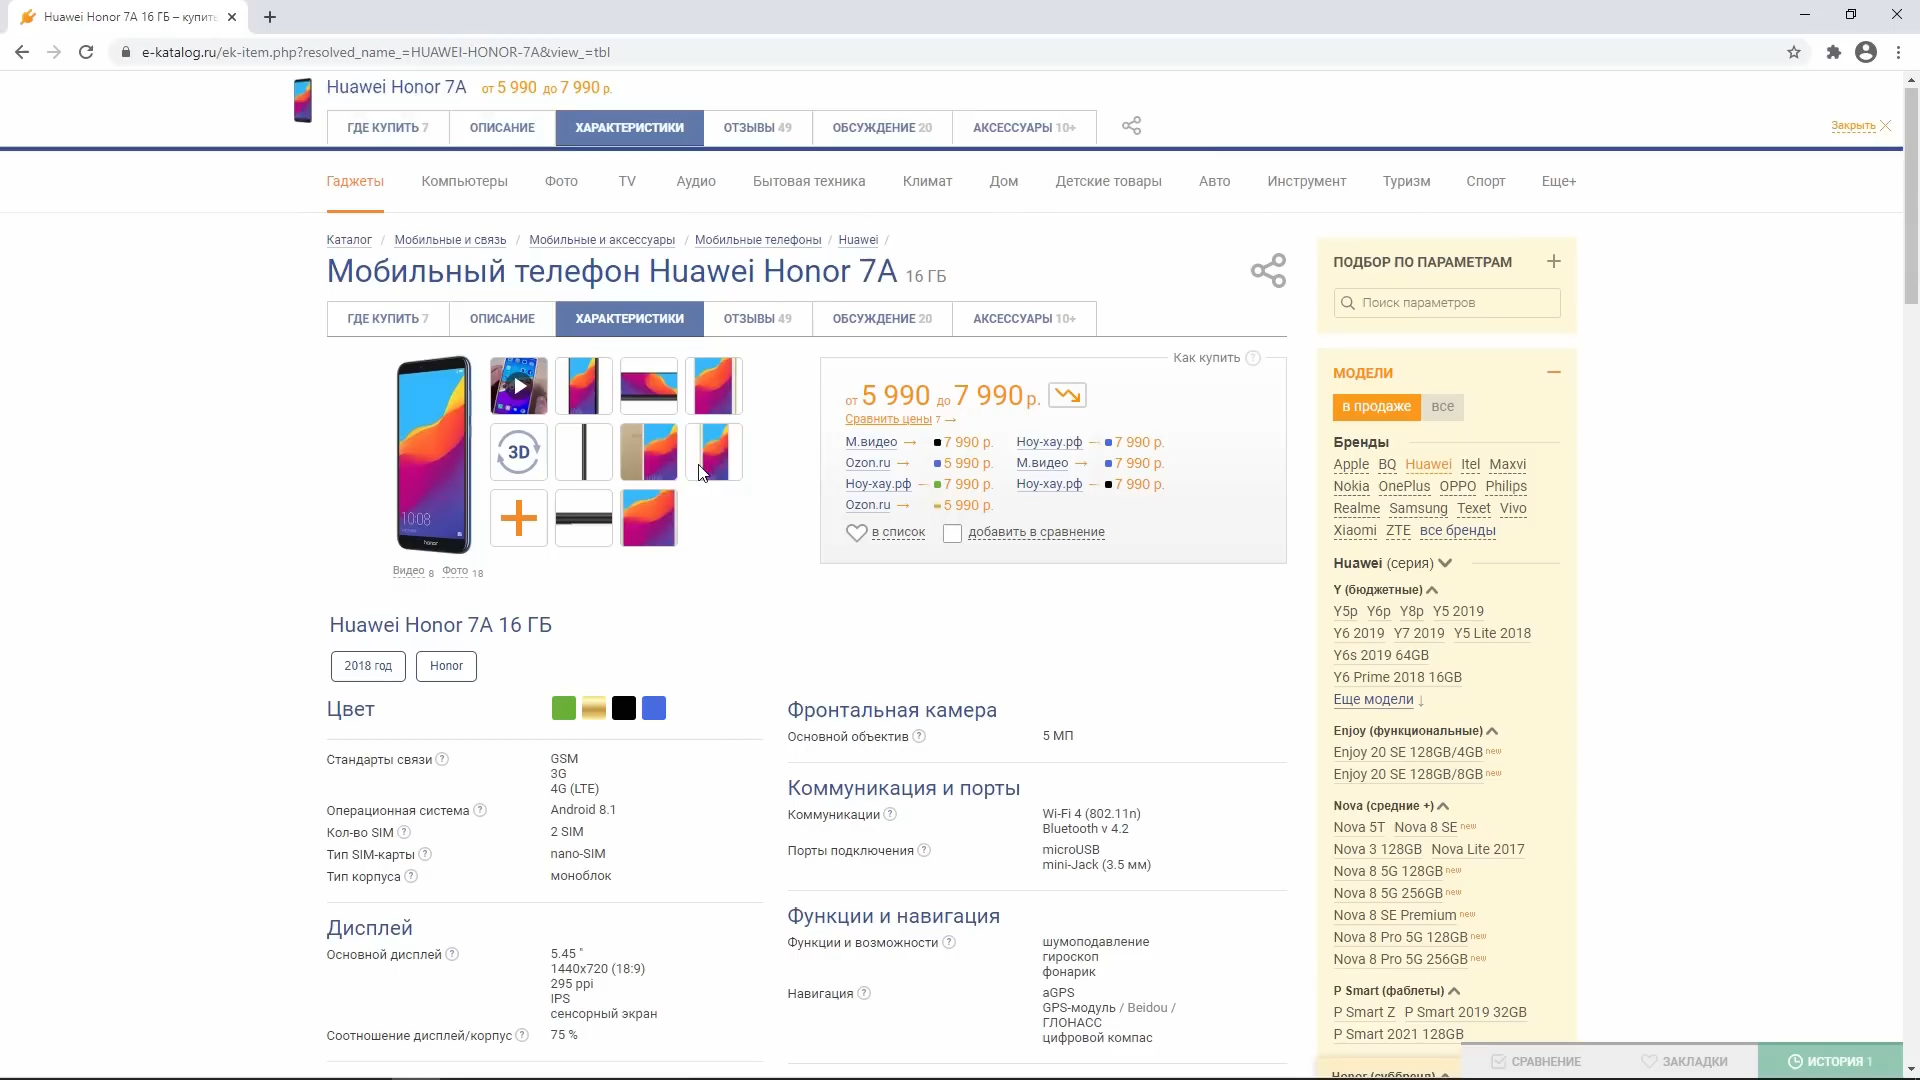 Huawei Honor 7A 16 ГБ – купить
e-katalog.ru/ek-item.php?resolved_name_=HUAWEI-HONOR-7A&view_=tbl
Huawei Honor 7A от 5 990 до 7 990 р.
ГДЕ КУПИТЬ 7 ОПИСАНИЕ ХАРАКТЕРИСТИКИ ОТЗЫВЫ 49 ОБСУЖДЕНИЕ 20 АКСЕССУАРЫ 10+
Закрыть
Гаджеты Компьютеры Фото TV Аудио Бытовая техника Климат Дом Детские товары Авто Инструмент Туризм Спорт Еще+
Каталог / Мобильные и связь / Мобильные и аксессуары / Мобильные телефоны / Huawei /
Мобильный телефон Huawei Honor 7A 16 ГБ
ГДЕ КУПИТЬ 7 ОПИСАНИЕ ХАРАКТЕРИСТИКИ ОТЗЫВЫ 49 ОБСУЖДЕНИЕ 20 АКСЕССУАРЫ 10+
10:08
honor
3D
Видео 8 Фото 18
Как купить ?
от 5 990 до 7 990 р.
Сравнить цены 7 →
М.видео → 7 990 р. Ноу-хау.рф → 7 990 р.
Ozon.ru → 5 990 р. М.видео → 7 990 р.
Ноу-хау.рф → 7 990 р. Ноу-хау.рф → 7 990 р.
Ozon.ru → 5 990 р.
в список добавить в сравнение
Huawei Honor 7A 16 ГБ
2018 год Honor
Цвет
Стандарты связи ? GSM
3G
4G (LTE)
Операционная система ? Android 8.1
Кол-во SIM ? 2 SIM
Тип SIM-карты ? nano-SIM
Тип корпуса ? моноблок
Дисплей
Основной дисплей ? 5.45 "
1440x720 (18:9)
295 ppi
IPS
сенсорный экран
Соотношение дисплей/корпус ? 75 %
Фронтальная камера
Основной объектив ? 5 МП
Коммуникация и порты
Коммуникации ? Wi-Fi 4 (802.11n)
Bluetooth v 4.2
Порты подключения ? microUSB
mini-Jack (3.5 мм)
Функции и навигация
Функции и возможности ? шумоподавление
гироскоп
фонарик
Навигация ? aGPS
GPS-модуль / Beidou /
ГЛОНАСС
цифровой компас
ПОДБОР ПО ПАРАМЕТРАМ
Поиск параметров
МОДЕЛИ
в продаже все
Бренды
Apple BQ Huawei Itel Maxvi
Nokia OnePlus OPPO Philips
Realme Samsung Texet Vivo
Xiaomi ZTE все бренды
Huawei (серия)
Y (бюджетные)
Y5p Y6p Y8p Y5 2019
Y6 2019 Y7 2019 Y5 Lite 2018
Y6s 2019 64GB
Y6 Prime 2018 16GB
Еще модели ↓
Enjoy (функциональные)
Enjoy 20 SE 128GB/4GB new
Enjoy 20 SE 128GB/8GB new
Nova (средние +)
Nova 5T Nova 8 SE new
Nova 3 128GB Nova Lite 2017
Nova 8 5G 128GB new
Nova 8 5G 256GB new
Nova 8 SE Premium new
Nova 8 Pro 5G 128GB new
Nova 8 Pro 5G 256GB new
P Smart (фаблеты)
P Smart Z P Smart 2019 32GB
P Smart 2021 128GB
Honor (суббренд)
СРАВНЕНИЕ ЗАКЛАДКИ ИСТОРИЯ 1